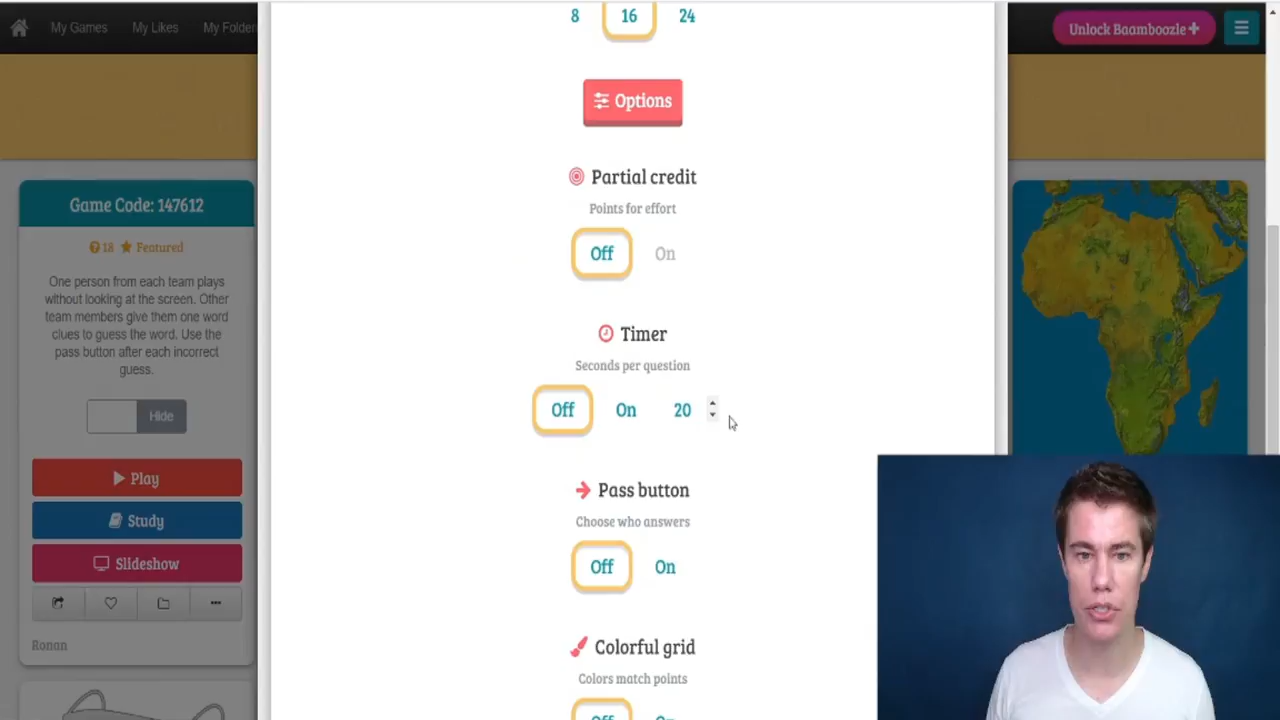 My Games My Likes My Folder
Unlock Baamboozle+
8 16 24
Options
Partial credit
Points for effort
Off On
Timer
Seconds per question
Off On 20
Pass button
Choose who answers
Off On
Colorful grid
Colors match points
Off On
Game Code: 147612
18 Featured
One person from each team plays
without looking at the screen. Other
team members give them one word
clues to guess the word. Use the
pass button after each incorrect
guess.
Hide
Play
Study
Slideshow
Ronan